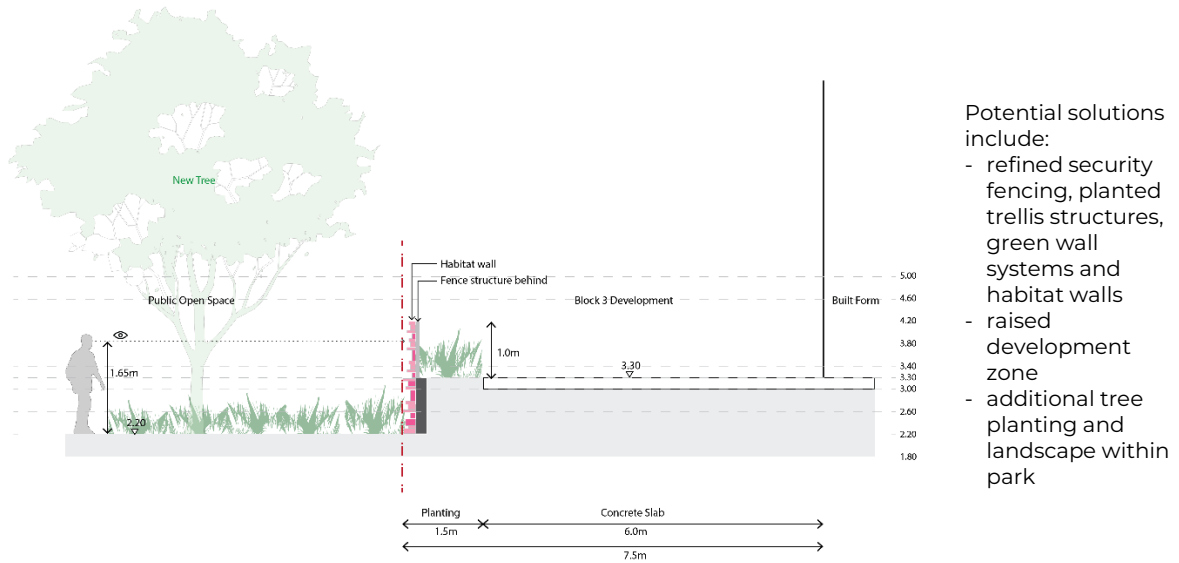 New Tree
Habitat wall
Fence structure behind
Public Open Space
Block 3 Development
Built Form
5.00
4.60
4.20
3.80
3.40
3.30
3.00
2.60
2.20
1.80
1.65m
1.0m
3.30
2.20
Planting
Concrete Slab
1.5m
6.0m
7.5m
Potential solutions
include:
- refined security
fencing, planted
trellis structures,
green wall
systems and
habitat walls
- raised
development
zone
- additional tree
planting and
landscape within
park